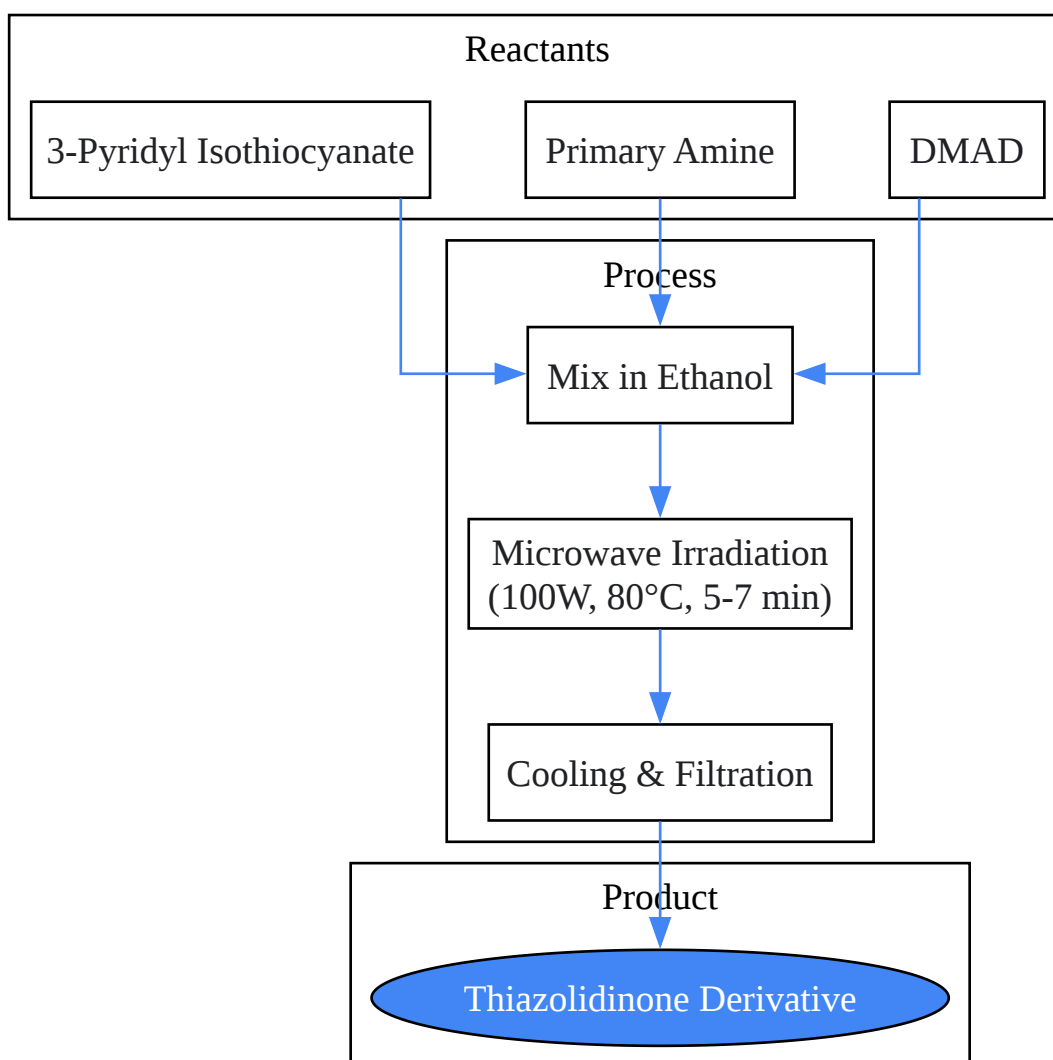 Reactants
3-Pyridyl Isothiocyanate
Primary Amine
DMAD
Process
Mix in Ethanol
Microwave Irradiation
(100W, 80°C, 5-7 min)
Cooling & Filtration
Product
Thiazolidinone Derivative